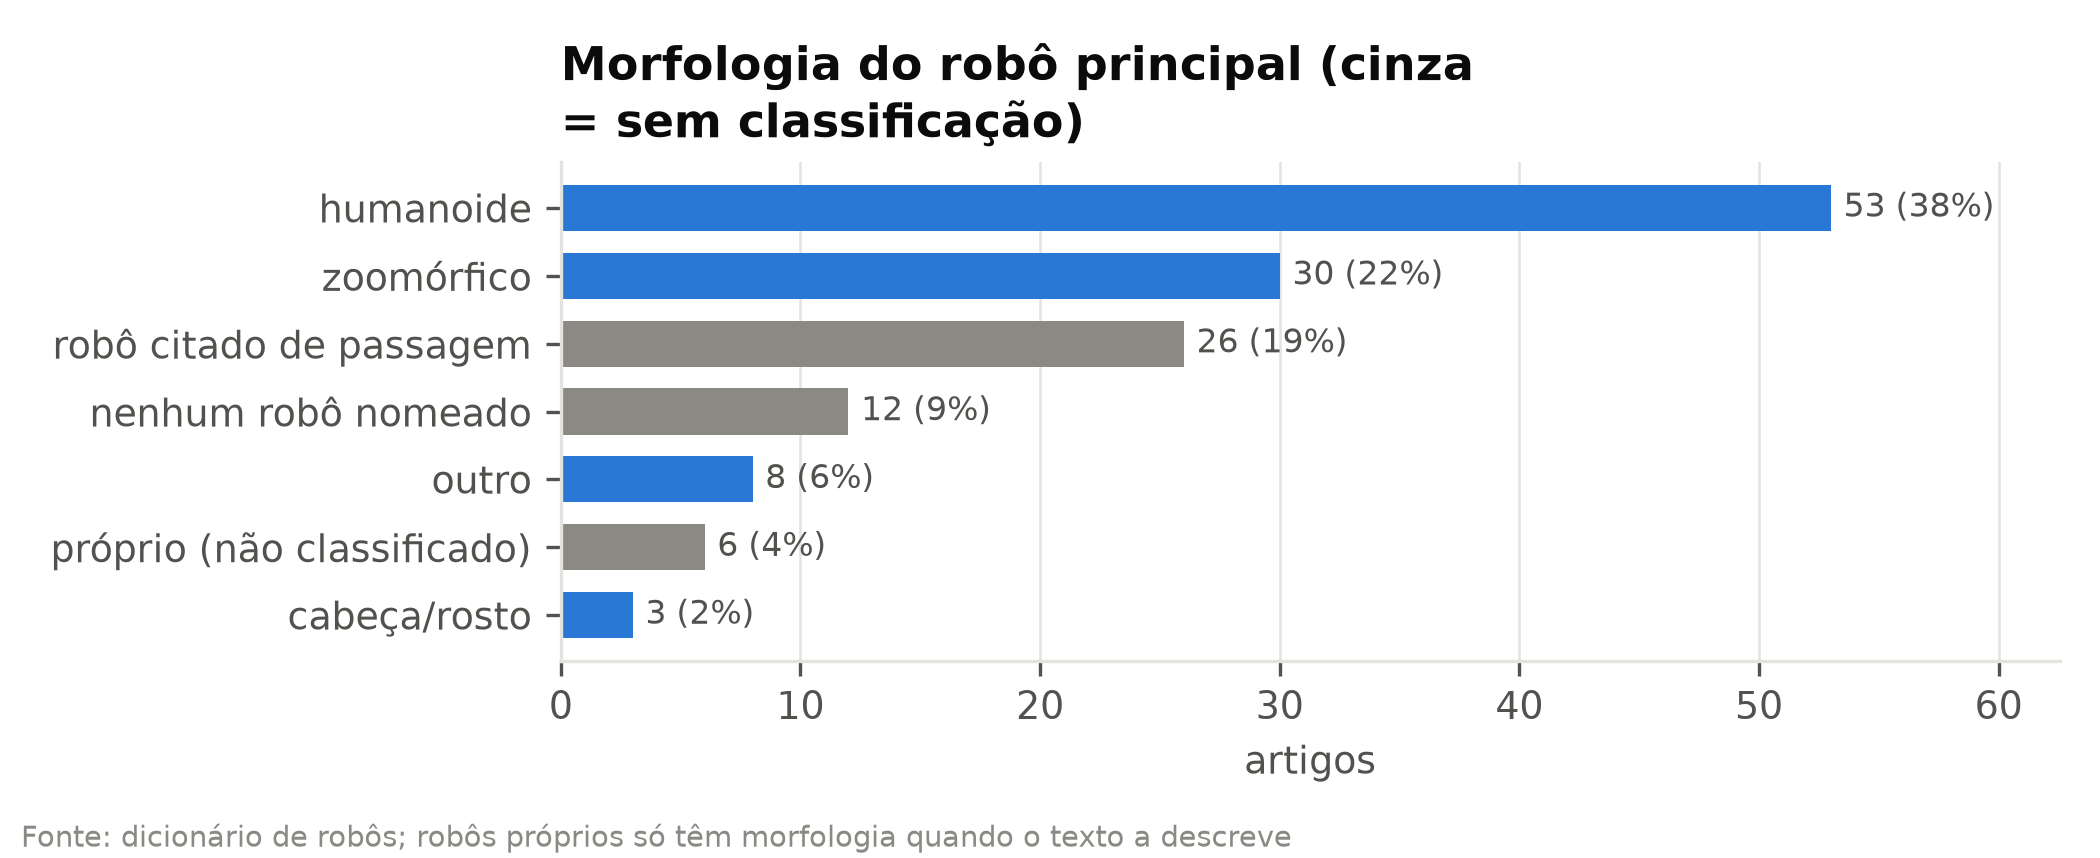 Morfologia do robô principal (cinza
= sem classificação)
humanoide 53 (38%)
zoomórfico 30 (22%)
robô citado de passagem 26 (19%)
nenhum robô nomeado 12 (9%)
outro 8 (6%)
próprio (não classificado) 6 (4%)
cabeça/rosto 3 (2%)
0 10 20 30 40 50 60
artigos
Fonte: dicionário de robôs; robôs próprios só têm morfologia quando o texto a descreve